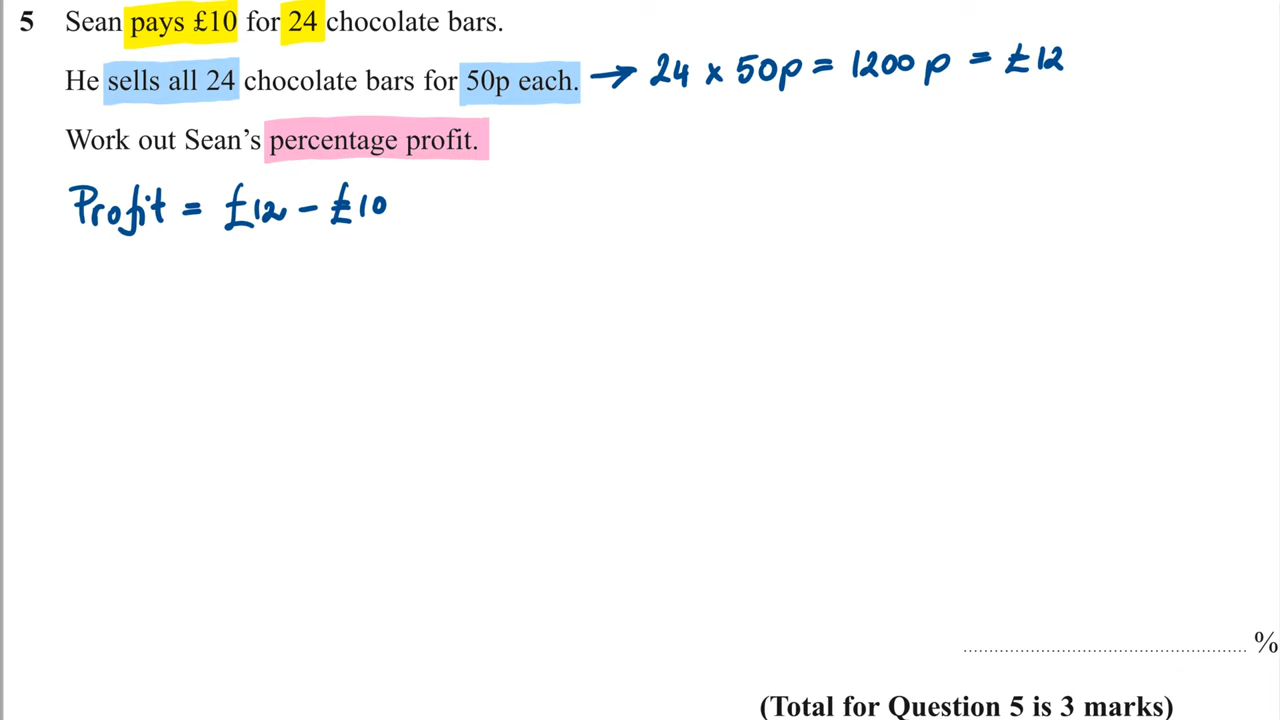 5 Sean pays £10 for 24 chocolate bars.
He sells all 24 chocolate bars for 50p each. → 24 × 50p = 1200p = £12
Work out Sean’s percentage profit.
Profit = £12 - £10
.............................................................. %
(Total for Question 5 is 3 marks)